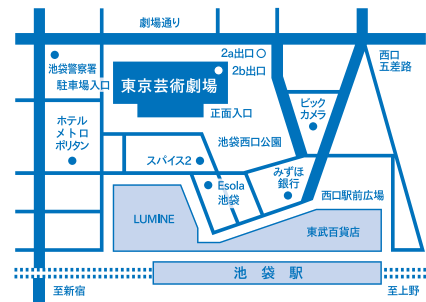 劇場通り
2a出口
2b出口
西口
五差路
池袋警察署
駐車場入口
東京芸術劇場
正面入口
ビック
カメラ
ホテル
メトロ
ポリタン
池袋西口公園
スパイス2
みずほ
銀行
Esola
池袋
西口駅前広場
LUMINE
東武百貨店
池袋駅
至新宿
至上野